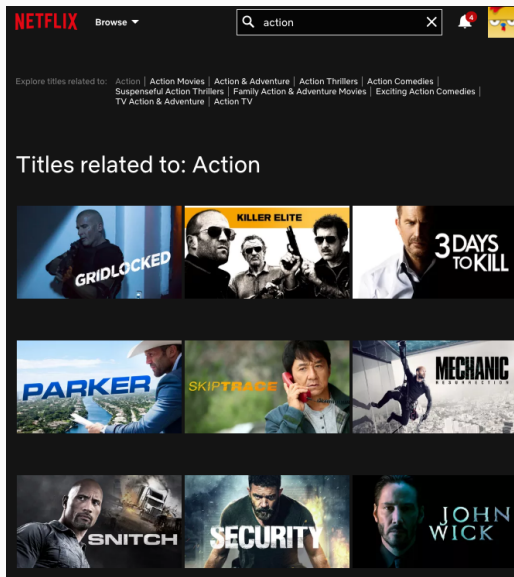 NETFLIX Browse action 4
Explore titles related to: Action | Action Movies | Action & Adventure | Action Thrillers | Action Comedies |
Suspenseful Action Thrillers | Family Action & Adventure Movies | Exciting Action Comedies |
TV Action & Adventure | Action TV
Titles related to: Action
GRIDLOCKED
KILLER ELITE
3 DAYS
TO KILL
PARKER
SKIPTRACE
MECHANIC
RESURRECTION
SNITCH
SECURITY
JOHN
WICK